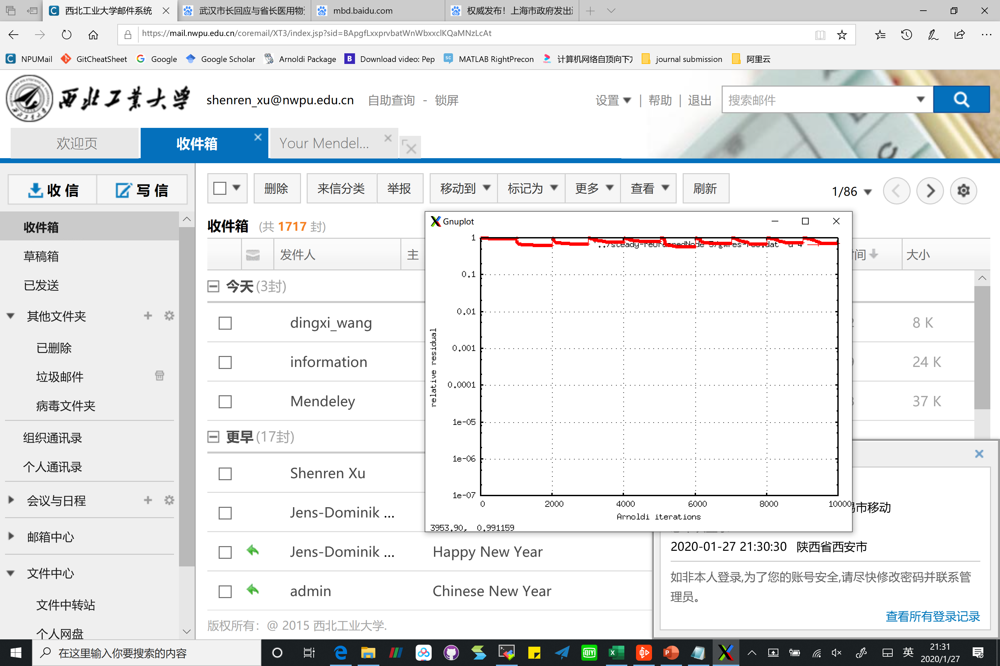 西北工业大学邮件系统
武汉市长回应与省长医用物
mbd.baidu.com
权威发布！上海市政府发出
https://mail.nwpu.edu.cn/coremail/XT3/index.jsp?sid=BApgfLxxprvbatWnWbxxclKQaMNzLcAt
NPUMail
GitCheatSheet
Google
Google Scholar
Arnoldi Package
Download video: Pep
MATLAB RightPrecon
计算机网络自顶向下
journal submission
阿里云
西北工业大学
shenren_xu@nwpu.edu.cn
自助查询 - 锁屏
设置 | 帮助 | 退出
搜索邮件
欢迎页
收件箱
Your Mendel...
收信
写信
删除
来信分类
举报
移动到
标记为
更多
查看
刷新
1/86
收件箱
草稿箱
已发送
其他文件夹
已删除
垃圾邮件
病毒文件夹
组织通讯录
个人通讯录
会议与日程
邮箱中心
文件中心
文件中转站
个人网盘
收件箱 (共 1717 封)
发件人
主
间
大小
今天 (3封)
dingxi_wang
8 K
information
24 K
Mendeley
37 K
更早 (17封)
Shenren Xu
Jens-Dominik ...
Jens-Dominik ...
Happy New Year
admin
Chinese New Year
版权所有：@ 2015 西北工业大学.
Gnuplot
1
0.1
0.01
0.001
0.0001
1e-05
1e-06
1e-07
relative residual
0
2000
4000
6000
8000
10000
Arnoldi iterations
3953.90, 0.991159
市移动
2020-01-27 21:30:30 陕西省西安市
如非本人登录,为了您的账号安全,请尽快修改密码并联系管
理员。
查看所有登录记录
在这里输入你要搜索的内容
英
21:31
2020/1/27